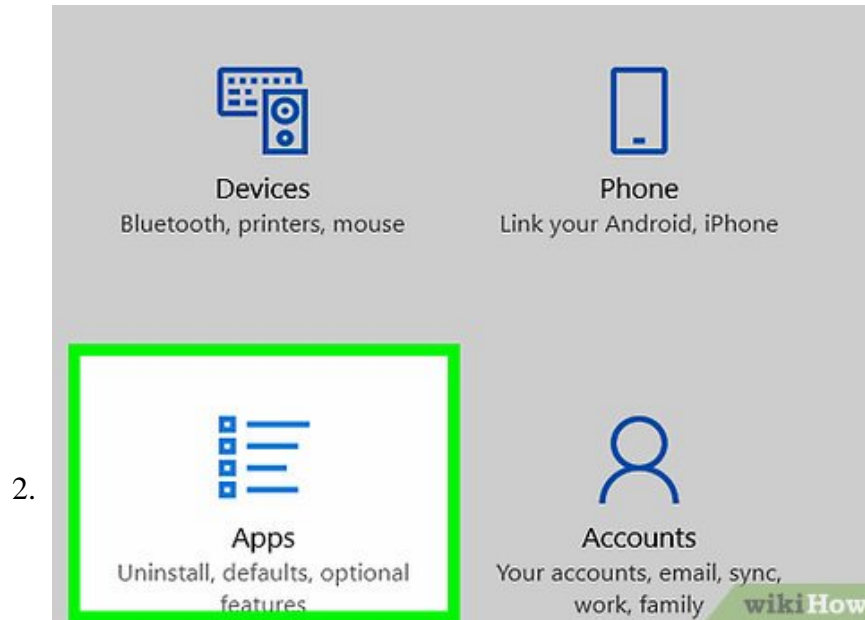 Devices
Bluetooth, printers, mouse
Phone
Link your Android, iPhone
2.
Apps
Uninstall, defaults, optional
features
Accounts
Your accounts, email, sync,
work, family
wikiHow